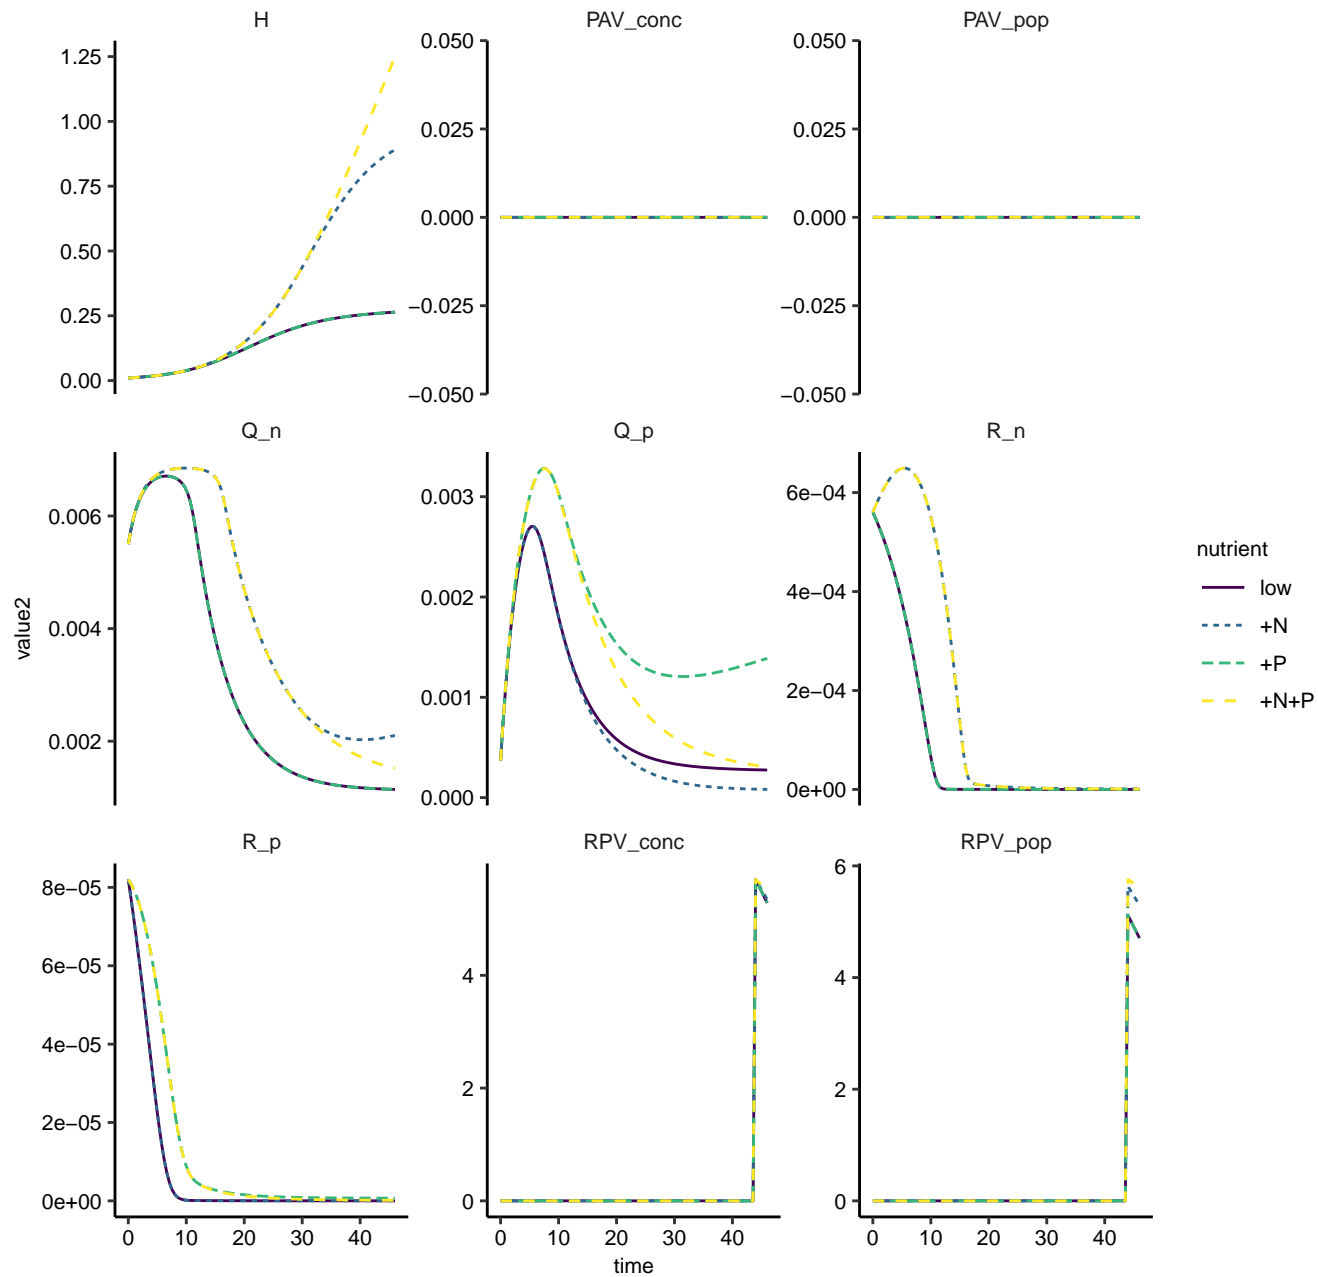 H
PAV_conc
PAV_pop
1.25
1.00
0.75
0.50
0.25
0.00
0.050
0.025
0.000
−0.025
−0.050
0.050
0.025
0.000
−0.025
−0.050
Q_n
Q_p
R_n
0.006
0.004
0.002
0.003
0.002
0.001
0.000
6e−04
4e−04
2e−04
0e+00
value2
nutrient
low
+N
+P
+N+P
R_p
RPV_conc
RPV_pop
8e−05
6e−05
4e−05
2e−05
0e+00
4
2
0
6
4
2
0
0 10 20 30 40
0 10 20 30 40
0 10 20 30 40
time